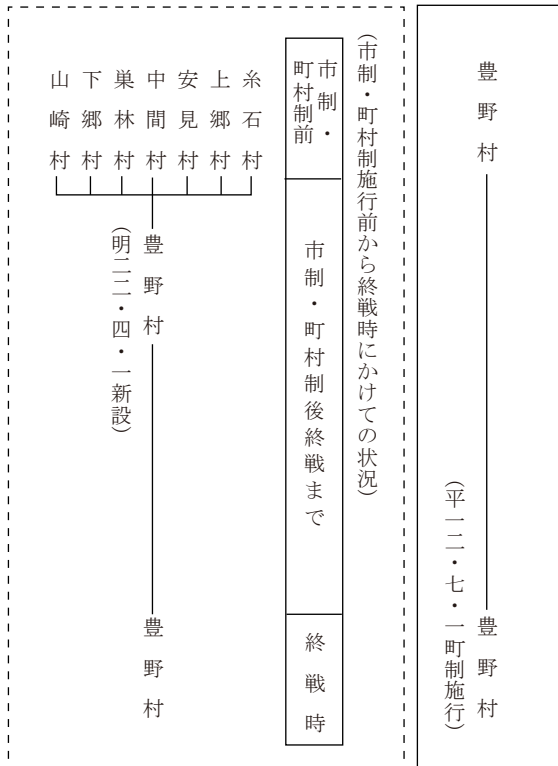 豊野村
豊野村
(平一二・七・一町制施行)
(市制・町村制施行前から終戦時にかけての状況)
市制・
町村制前
市制・町村制後終戦まで
終戦時
糸石村
上郷村
安見村
中間村
巣林村
下郷村
山崎村
豊野村
(明二二・四・一新設)
豊野村